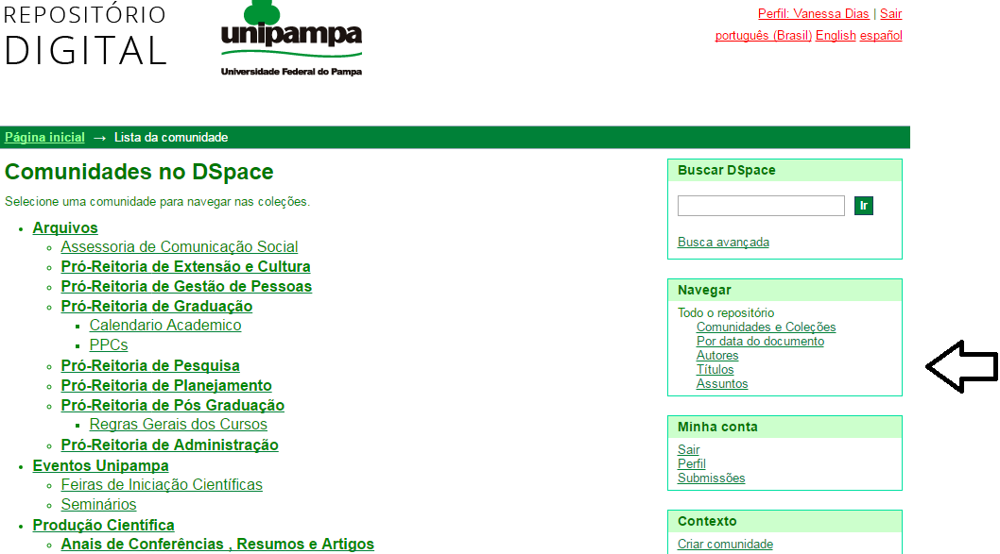 REPOSITÓRIO
DIGITAL
unipampa
Universidade Federal do Pampa
Perfil: Vanessa Dias | Sair
português (Brasil) English español
Página inicial → Lista da comunidade
Comunidades no DSpace
Selecione uma comunidade para navegar nas coleções.
Arquivos
Assessoria de Comunicação Social
Pró-Reitoria de Extensão e Cultura
Pró-Reitoria de Gestão de Pessoas
Pró-Reitoria de Graduação
Calendario Academico
PPCs
Pró-Reitoria de Pesquisa
Pró-Reitoria de Planejamento
Pró-Reitoria de Pós Graduação
Regras Gerais dos Cursos
Pró-Reitoria de Administração
Eventos Unipampa
Feiras de Iniciação Científicas
Seminários
Produção Científica
Anais de Conferências , Resumos e Artigos
Buscar DSpace
Ir
Busca avançada
Navegar
Todo o repositório
Comunidades e Coleções
Por data do documento
Autores
Títulos
Assuntos
Minha conta
Sair
Perfil
Submissões
Contexto
Criar comunidade